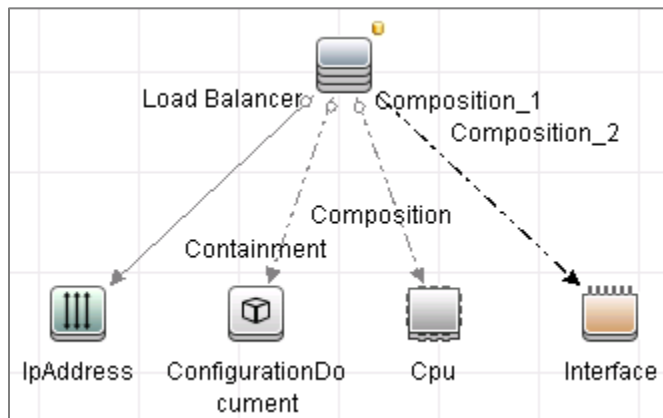 Load Balancer
Composition_1
Composition_2
Composition
Containment
IpAddress
ConfigurationDo
cument
Cpu
Interface